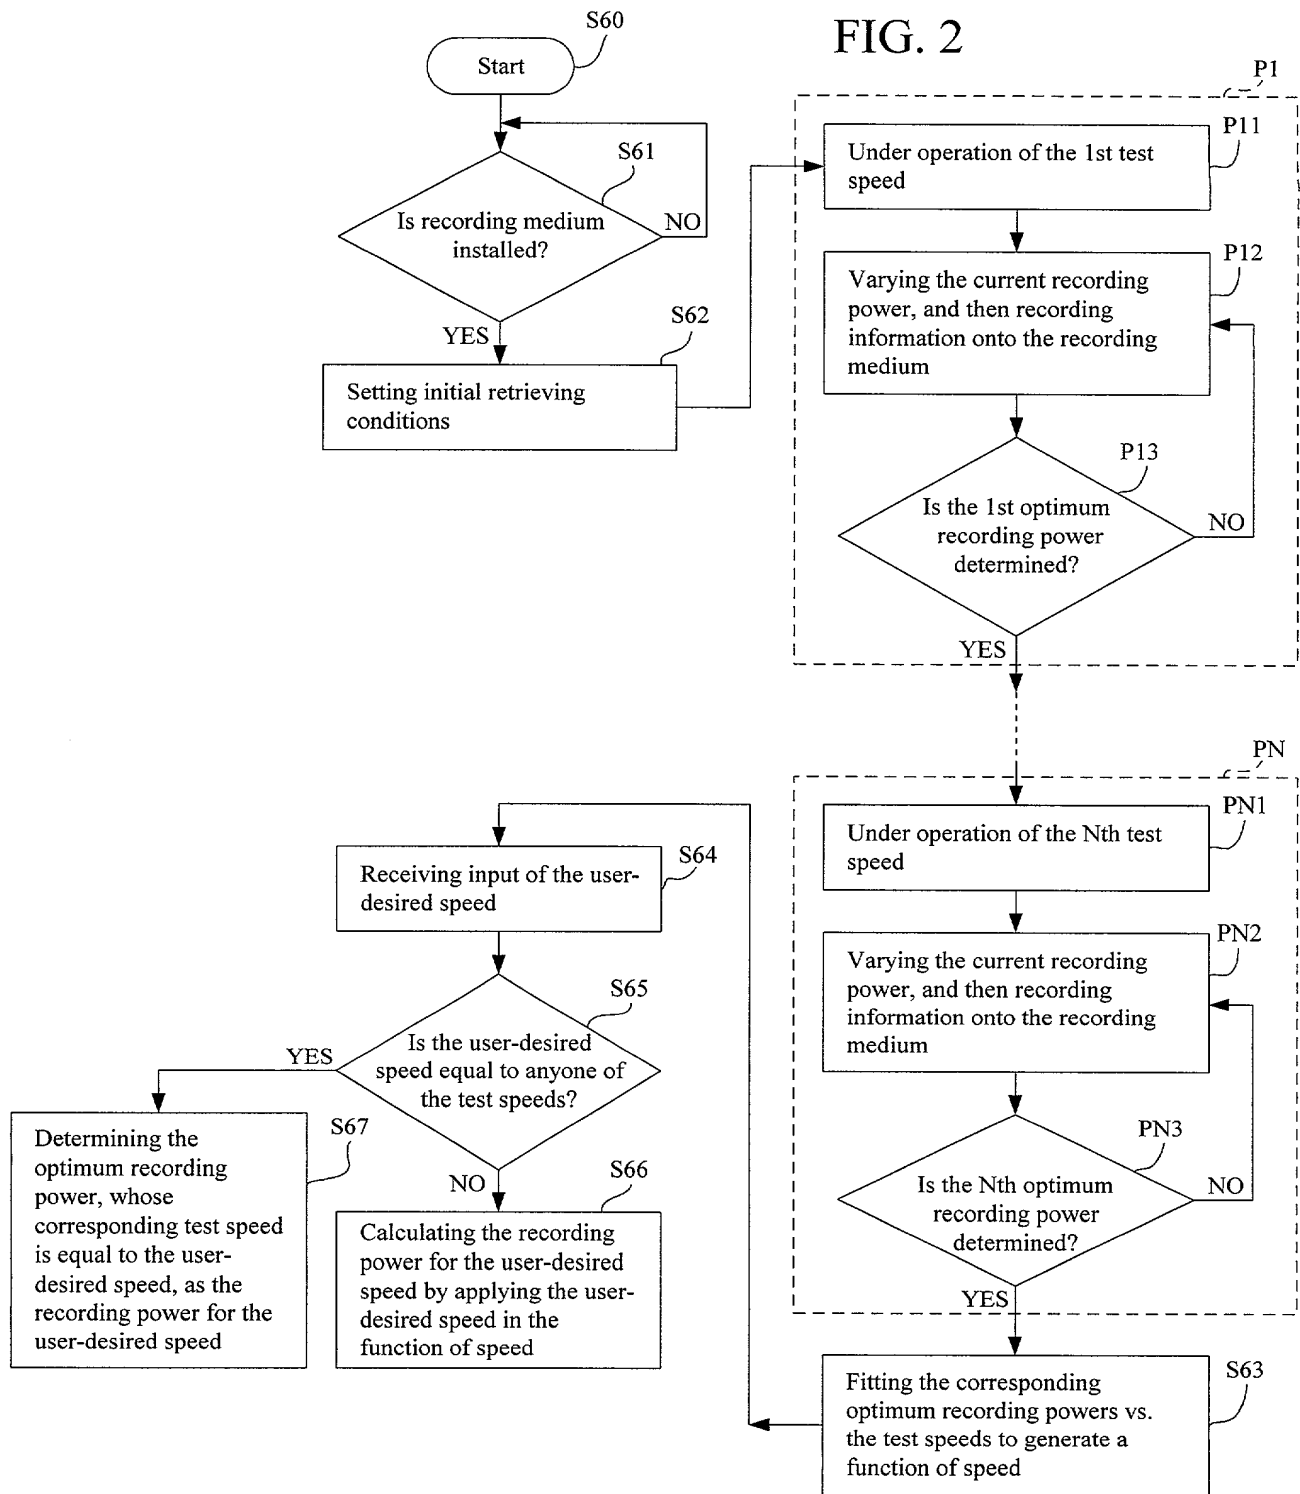 FIG. 2
S60
Start
S61
Is recording medium
installed?
NO
YES
S62
Setting initial retrieving
conditions
P1
P11
Under operation of the 1st test
speed
P12
Varying the current recording
power, and then recording
information onto the recording
medium
P13
Is the 1st optimum
recording power
determined?
NO
YES
PN
PN1
Under operation of the Nth test
speed
PN2
Varying the current recording
power, and then recording
information onto the recording
medium
PN3
Is the Nth optimum
recording power
determined?
NO
YES
S63
Fitting the corresponding
optimum recording powers vs.
the test speeds to generate a
function of speed
S64
Receiving input of the user-
desired speed
S65
Is the user-desired
speed equal to anyone of
the test speeds?
YES
NO
S67
Determining the
optimum recording
power, whose
corresponding test speed
is equal to the user-
desired speed, as the
recording power for the
user-desired speed
S66
Calculating the recording
power for the user-desired
speed by applying the user-
desired speed in the
function of speed